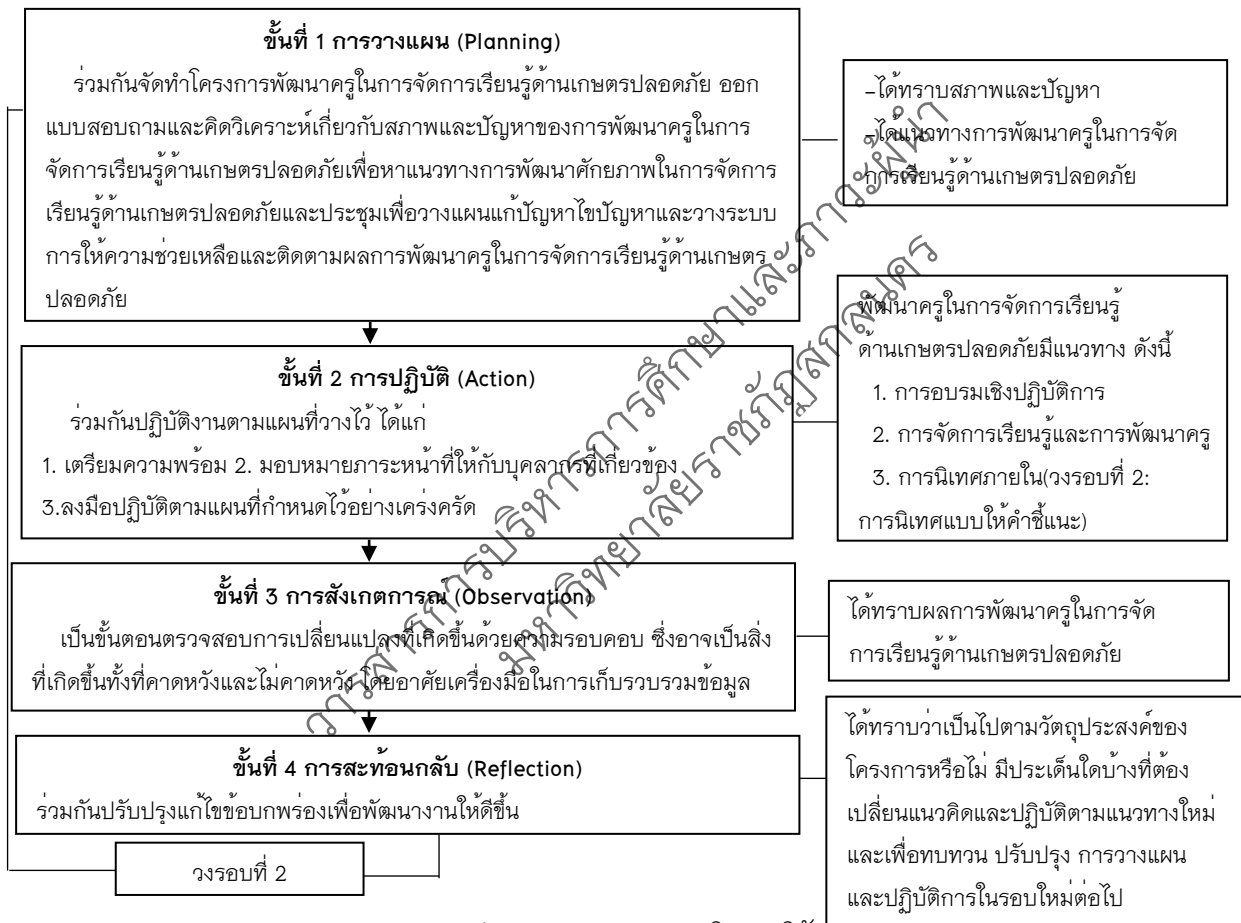 ขั้นที่ 1 การวางแผน (Planning)
ร่วมกันจัดทำโครงการพัฒนาครูในการจัดการเรียนรู้ด้านเกษตรปลอดภัย ออก
แบบสอบถามและคิดวิเคราะห์เกี่ยวกับสภาพและปัญหาของการพัฒนาครูในการ
จัดการเรียนรู้ด้านเกษตรปลอดภัยเพื่อหาแนวทางการพัฒนาศักยภาพในการจัดการ
เรียนรู้ด้านเกษตรปลอดภัยและประชุมเพื่อวางแผนแก้ปัญหาไขปัญหาและวางระบบ
การให้ความช่วยเหลือและติดตามผลการพัฒนาครูในการจัดการเรียนรู้ด้านเกษตร
ปลอดภัย
-ได้ทราบสภาพและปัญหา
-ได้แนวทางการพัฒนาครูในการจัด
การเรียนรู้ด้านเกษตรปลอดภัย
ขั้นที่ 2 การปฏิบัติ (Action)
ร่วมกันปฏิบัติงานตามแผนที่วางไว้ ได้แก่
1. เตรียมความพร้อม 2. มอบหมายภาระหน้าที่ให้กับบุคลากรที่เกี่ยวข้อง
3.ลงมือปฏิบัติตามแผนที่กำหนดไว้อย่างเคร่งครัด
พัฒนาครูในการจัดการเรียนรู้
ด้านเกษตรปลอดภัยมีแนวทาง ดังนี้
1. การอบรมเชิงปฏิบัติการ
2. การจัดการเรียนรู้และการพัฒนาครู
3. การนิเทศภายใน(วงรอบที่ 2:
การนิเทศแบบให้คำชี้แนะ)
ขั้นที่ 3 การสังเกตการณ์ (Observation)
เป็นขั้นตอนตรวจสอบการเปลี่ยนแปลงที่เกิดขึ้นด้วยความรอบคอบ ซึ่งอาจเป็นสิ่ง
ที่เกิดขึ้นทั้งที่คาดหวังและไม่คาดหวัง โดยอาศัยเครื่องมือในการเก็บรวบรวมข้อมูล
ได้ทราบผลการพัฒนาครูในการจัด
การเรียนรู้ด้านเกษตรปลอดภัย
ขั้นที่ 4 การสะท้อนกลับ (Reflection)
ร่วมกันปรับปรุงแก้ไขข้อบกพร่องเพื่อพัฒนางานให้ดีขึ้น
ได้ทราบว่าเป็นไปตามวัตถุประสงค์ของ
โครงการหรือไม่ มีประเด็นใดบ้างที่ต้อง
เปลี่ยนแนวคิดและปฏิบัติตามแนวทางใหม่
และเพื่อทบทวน ปรับปรุง การวางแผน
และปฏิบัติการในรอบใหม่ต่อไป
วงรอบที่ 2
วารสารการบริหารการศึกษาและภาวะผู้นำ
มหาวิทยาลัยราชภัฏสกลนคร